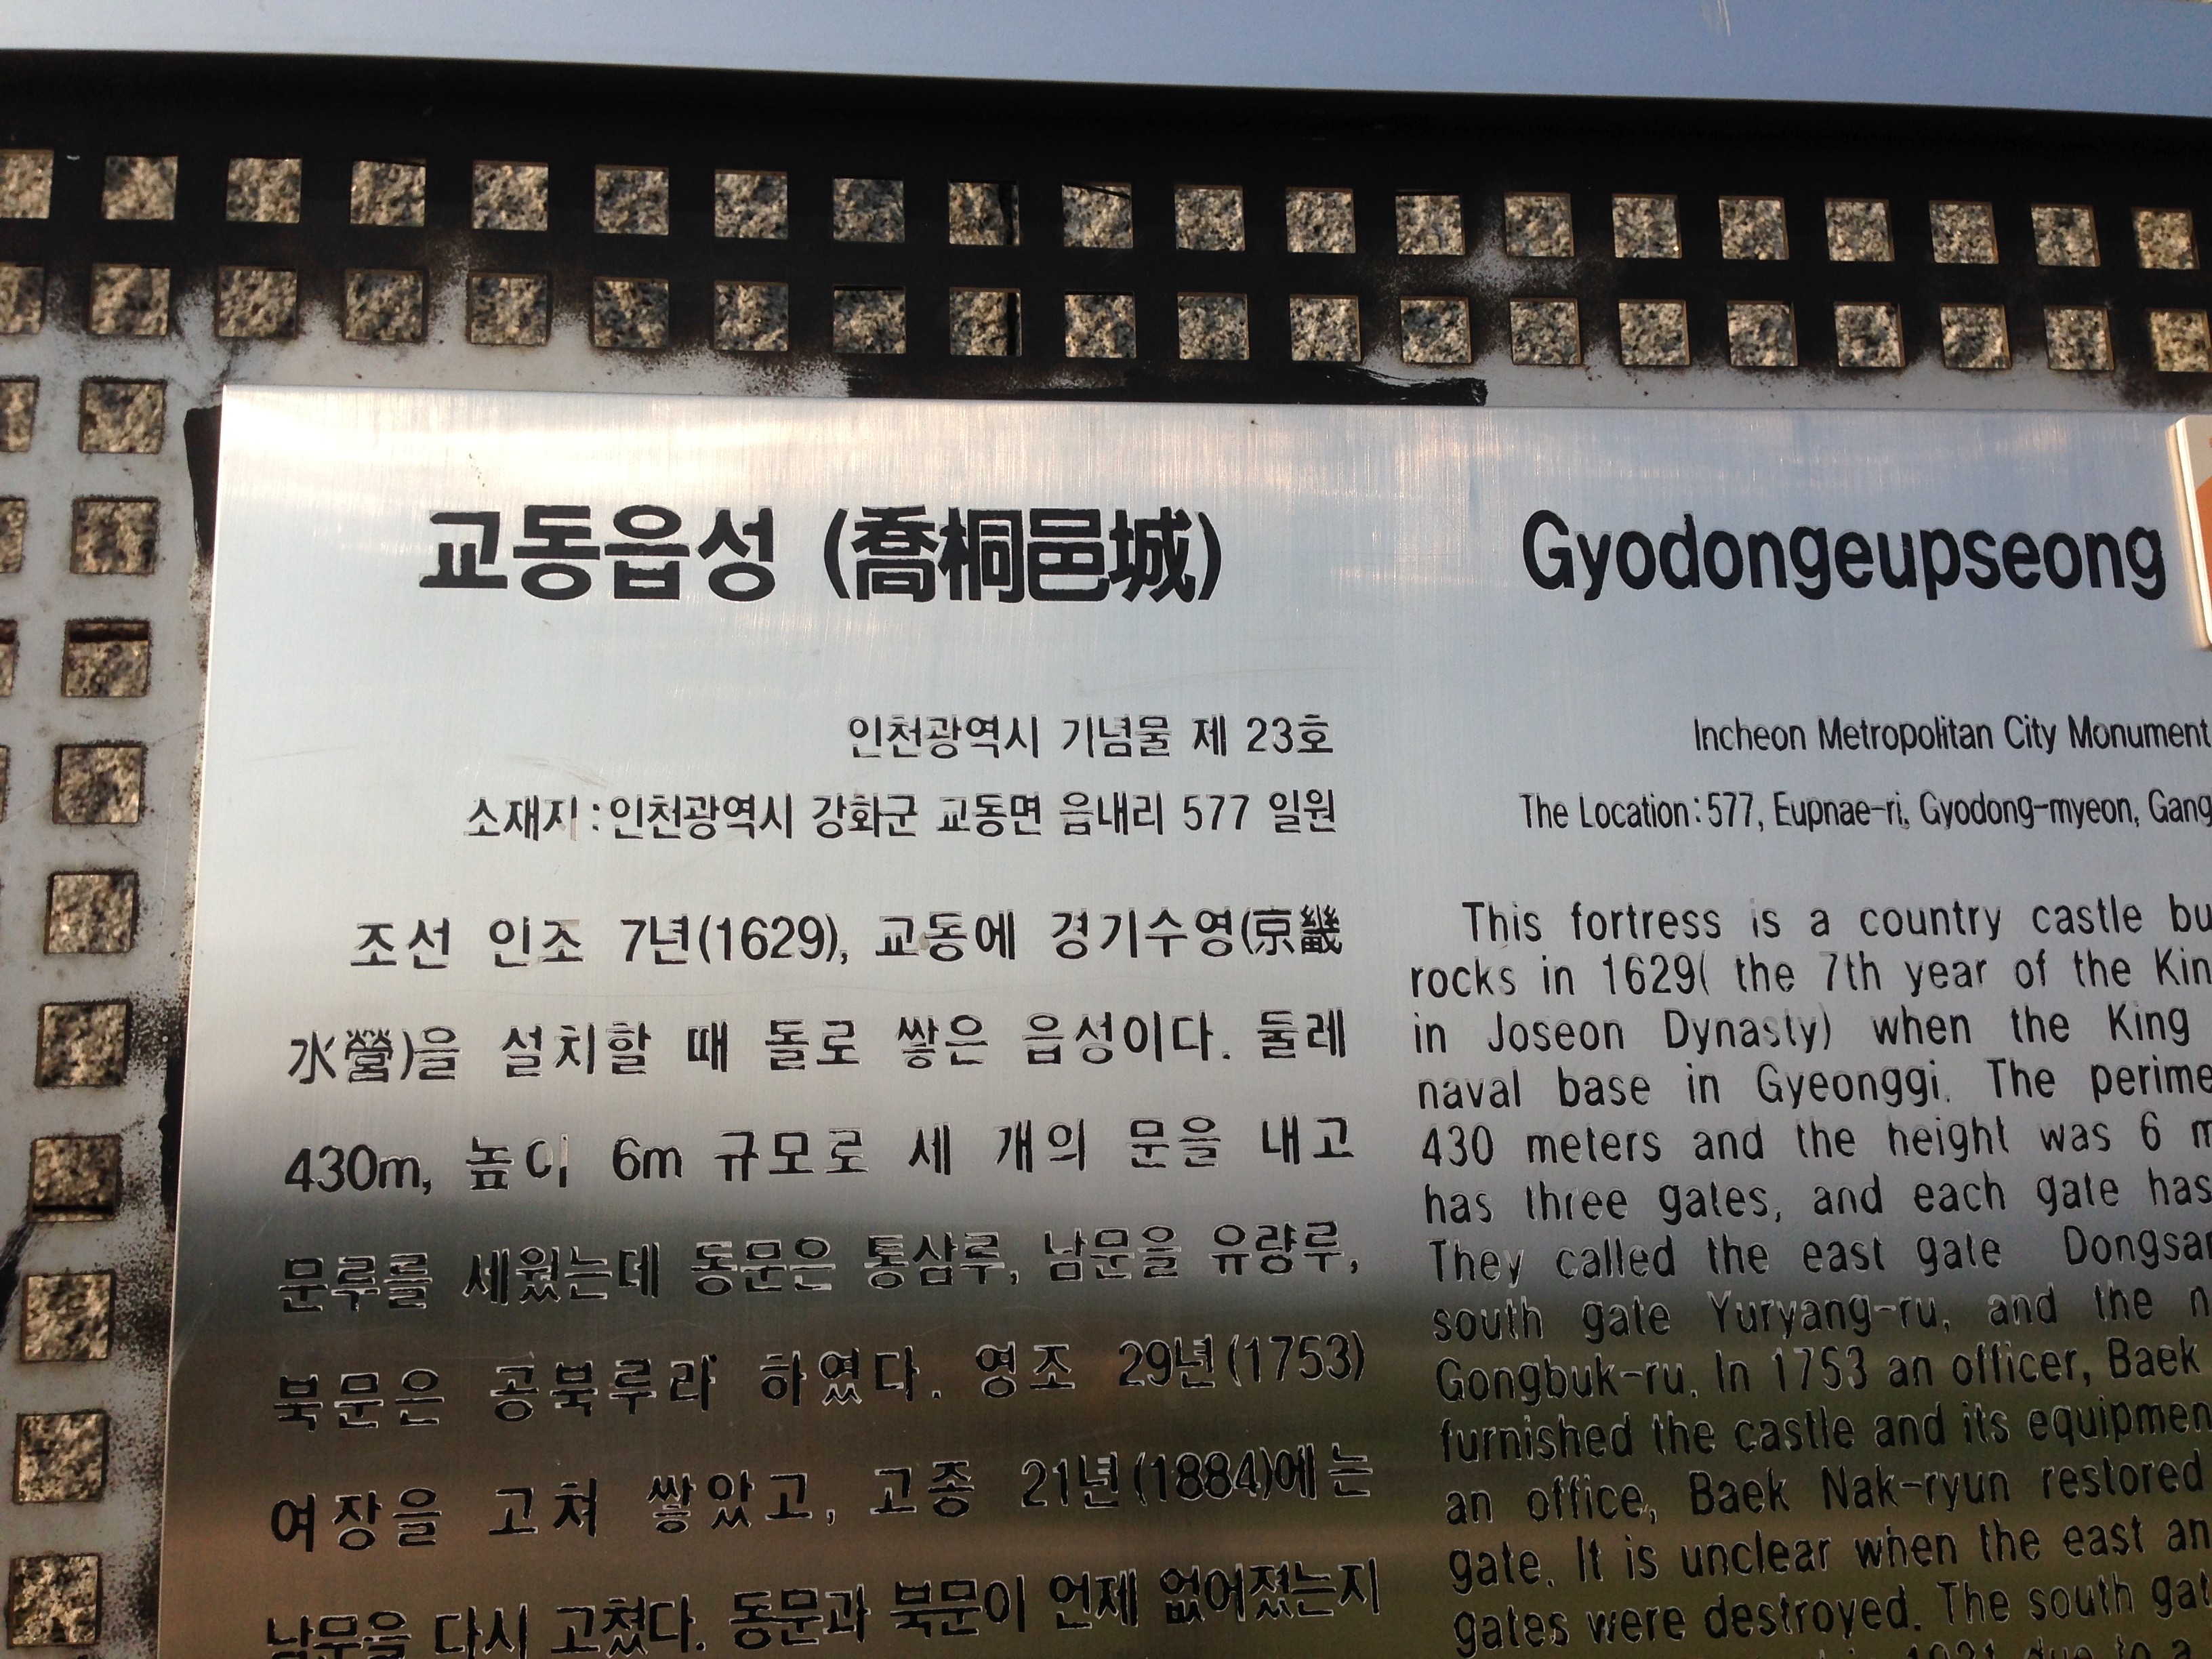 교동읍성 (喬桐邑城)
인천광역시 기념물 제 23호
소재지:인천광역시 강화군 교동면 읍내리 577 일원
조선 인조 7년(1629), 교동에 경기수영(京畿
水營)을 설치할 때 돌로 쌓은 읍성이다. 둘레
430m, 높이 6m 규모로 세 개의 문을 내고
문루를 세웠는데 동문은 통삼루, 남문을 유량루,
북문은 공북루라 하였다. 영조 29년(1753)
여장을 고쳐 쌓았고, 고종 21년(1884)에는
남문을 다시 고쳤다. 동문과 북문이 언제 없어졌는지
Gyodongeupseong
Incheon Metropolitan City Monument
The Location:577, Eupnae-ri, Gyodong-myeon, Gang
This fortress is a country castle bu
rocks in 1629( the 7th year of the Kin
in Joseon Dynasty) when the King
naval base in Gyeonggi. The perime
430 meters and the height was 6 m
has three gates, and each gate has
They called the east gate Dongsam
south gate Yuryang-ru, and the n
Gongbuk-ru. In 1753 an officer, Baek
furnished the castle and its equipmen
an office, Baek Nak-ryun restored
gate. It is unclear when the east an
gates were destroyed. The south gat
1921 due to a